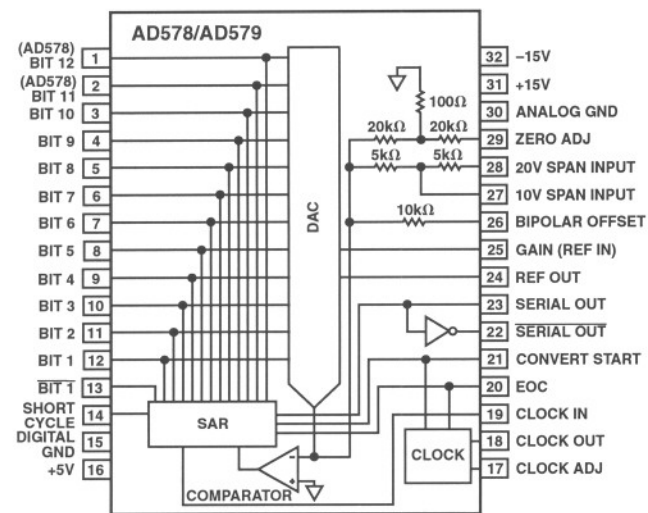 AD578/AD579
(AD578)
BIT 12 1
(AD578)
BIT 11 2
BIT 10 3
BIT 9 4
BIT 8 5
BIT 7 6
BIT 6 7
BIT 5 8
BIT 4 9
BIT 3 10
BIT 2 11
BIT 1 12
BIT 1 13
SHORT
CYCLE 14
DIGITAL
GND 15
+5V 16
DAC
SAR
COMPARATOR
–
+
CLOCK
100Ω
20kΩ 20kΩ
5kΩ 5kΩ
10kΩ
32 –15V
31 +15V
30 ANALOG GND
29 ZERO ADJ
28 20V SPAN INPUT
27 10V SPAN INPUT
26 BIPOLAR OFFSET
25 GAIN (REF IN)
24 REF OUT
23 SERIAL OUT
22 SERIAL OUT
21 CONVERT START
20 EOC
19 CLOCK IN
18 CLOCK OUT
17 CLOCK ADJ